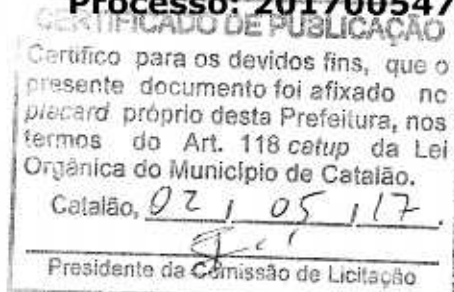 Processo: 201700547
CERTIFICADO DE PUBLICAÇÃO
Certifico para os devidos fins, que o
presente documento foi afixado no
placard próprio desta Prefeitura, nos
termos do Art. 118 catup da Lei
Orgânica do Município de Catalão.
Catalão, 02 / 05 / 17.
Presidente da Comissão de Licitação